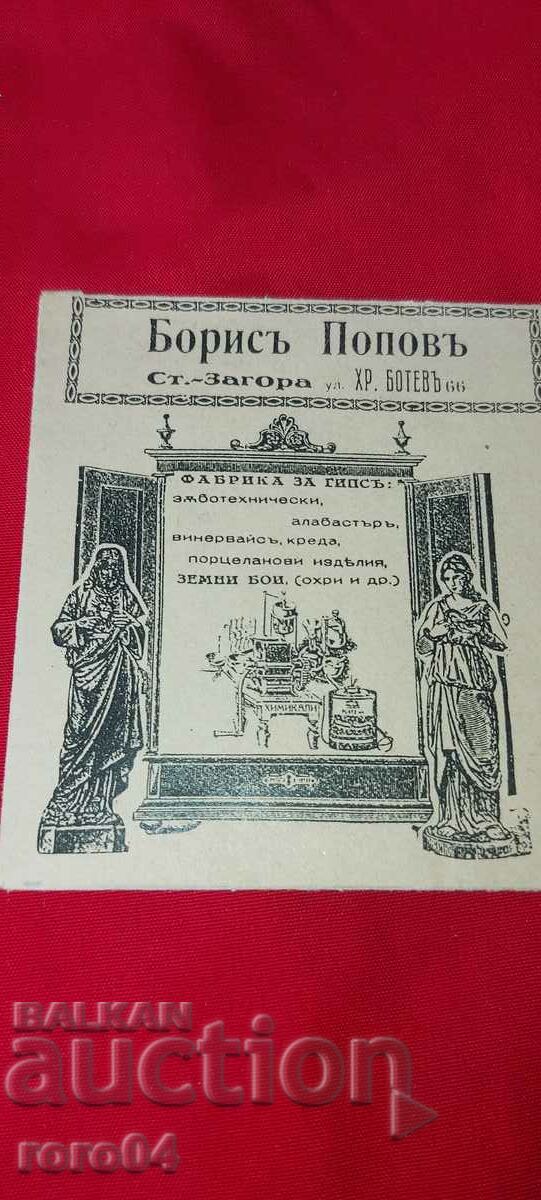 Борисъ Поповъ
Ст.-Загора ул. ХР. БОТЕВЪ 66
ФАБРИКА ЗА ГИПСЪ:
зѫботехнически,
алабастъръ,
винервайсъ, креда,
порцеланови издѣлия,
ЗЕМНИ БОИ, (охри и др.)
ХИМИКАЛИ
BALKAN
auction
roro04